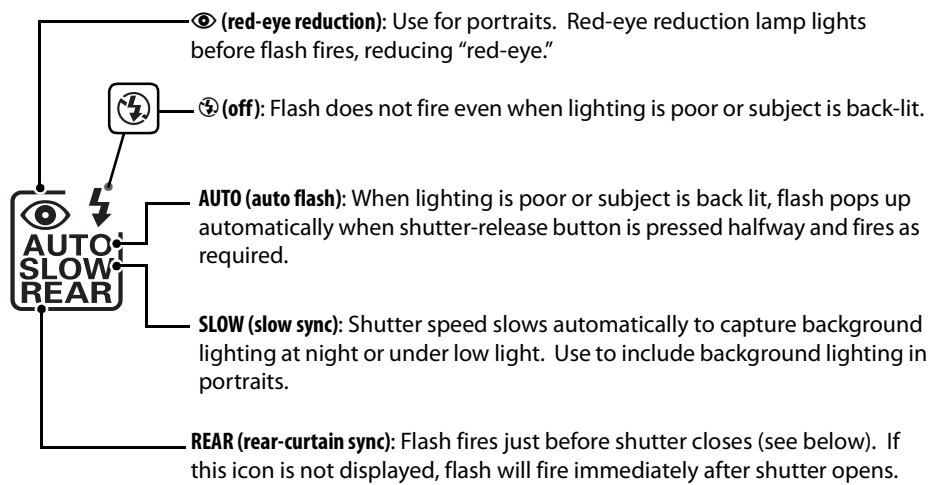 (red-eye reduction): Use for portraits.  Red-eye reduction lamp lights
before flash fires, reducing “red-eye.”
(off): Flash does not fire even when lighting is poor or subject is back-lit.
AUTO (auto flash): When lighting is poor or subject is back lit, flash pops up
automatically when shutter-release button is pressed halfway and fires as
required.
AUTO
SLOW
REAR
SLOW (slow sync): Shutter speed slows automatically to capture background
lighting at night or under low light.  Use to include background lighting in
portraits.
REAR (rear-curtain sync): Flash fires just before shutter closes (see below).  If
this icon is not displayed, flash will fire immediately after shutter opens.